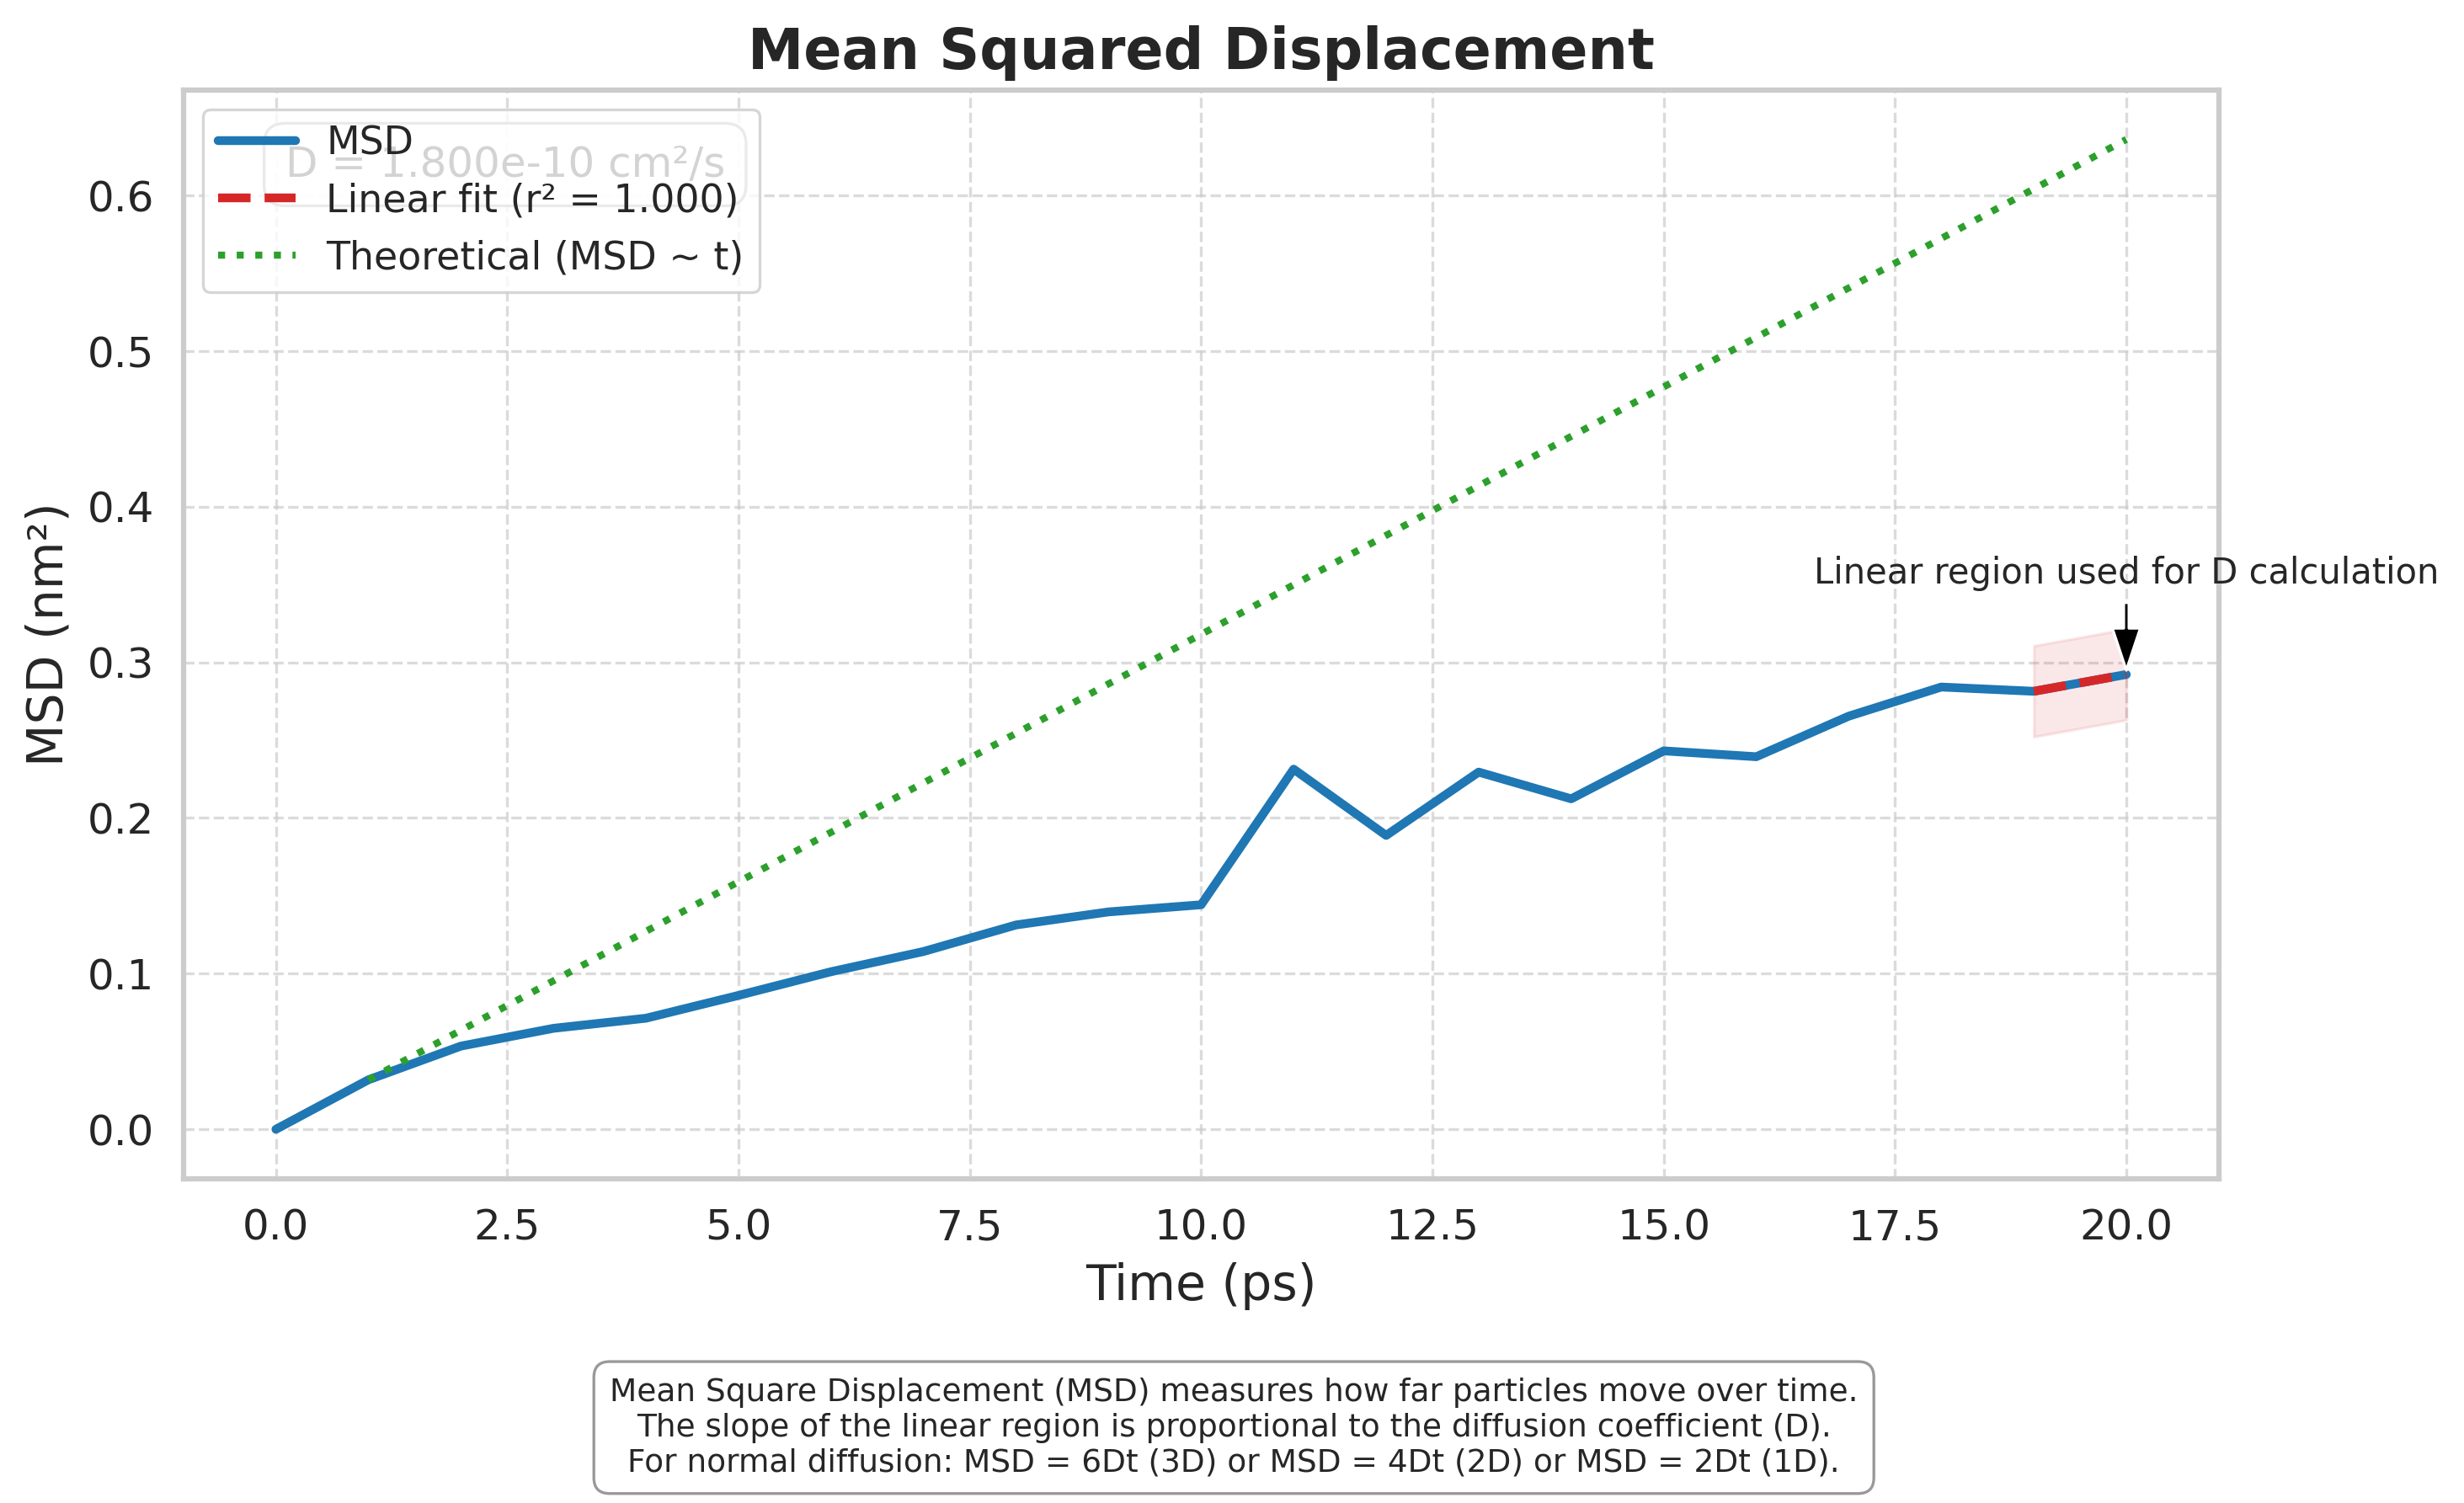 Mean Squared Displacement
MSD
D = 1.800e-10 cm²/s
Linear fit (r² = 1.000)
Theoretical (MSD ~ t)
Linear region used for D calculation
MSD (nm²)
0.6
0.5
0.4
0.3
0.2
0.1
0.0
0.0 2.5 5.0 7.5 10.0 12.5 15.0 17.5 20.0
Time (ps)
Mean Square Displacement (MSD) measures how far particles move over time.
The slope of the linear region is proportional to the diffusion coefficient (D).
For normal diffusion: MSD = 6Dt (3D) or MSD = 4Dt (2D) or MSD = 2Dt (1D).